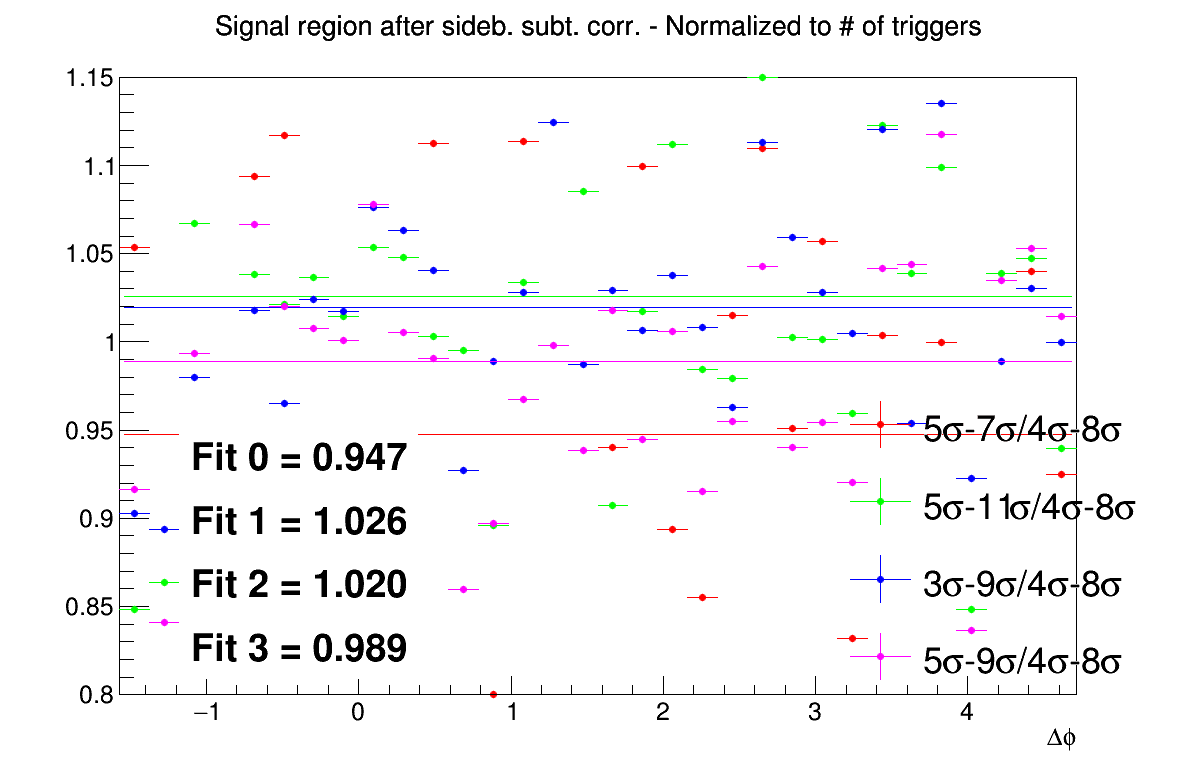 Signal region after sideb. subt. corr. - Normalized to # of triggers
1.15
1.1
1.05
1
0.95
0.9
0.85
0.8
Fit 0 = 0.947
Fit 1 = 1.026
Fit 2 = 1.020
Fit 3 = 0.989
5σ-7σ/4σ-8σ
5σ-11σ/4σ-8σ
3σ-9σ/4σ-8σ
5σ-9σ/4σ-8σ
−1 0 1 2 3 4
Δϕ